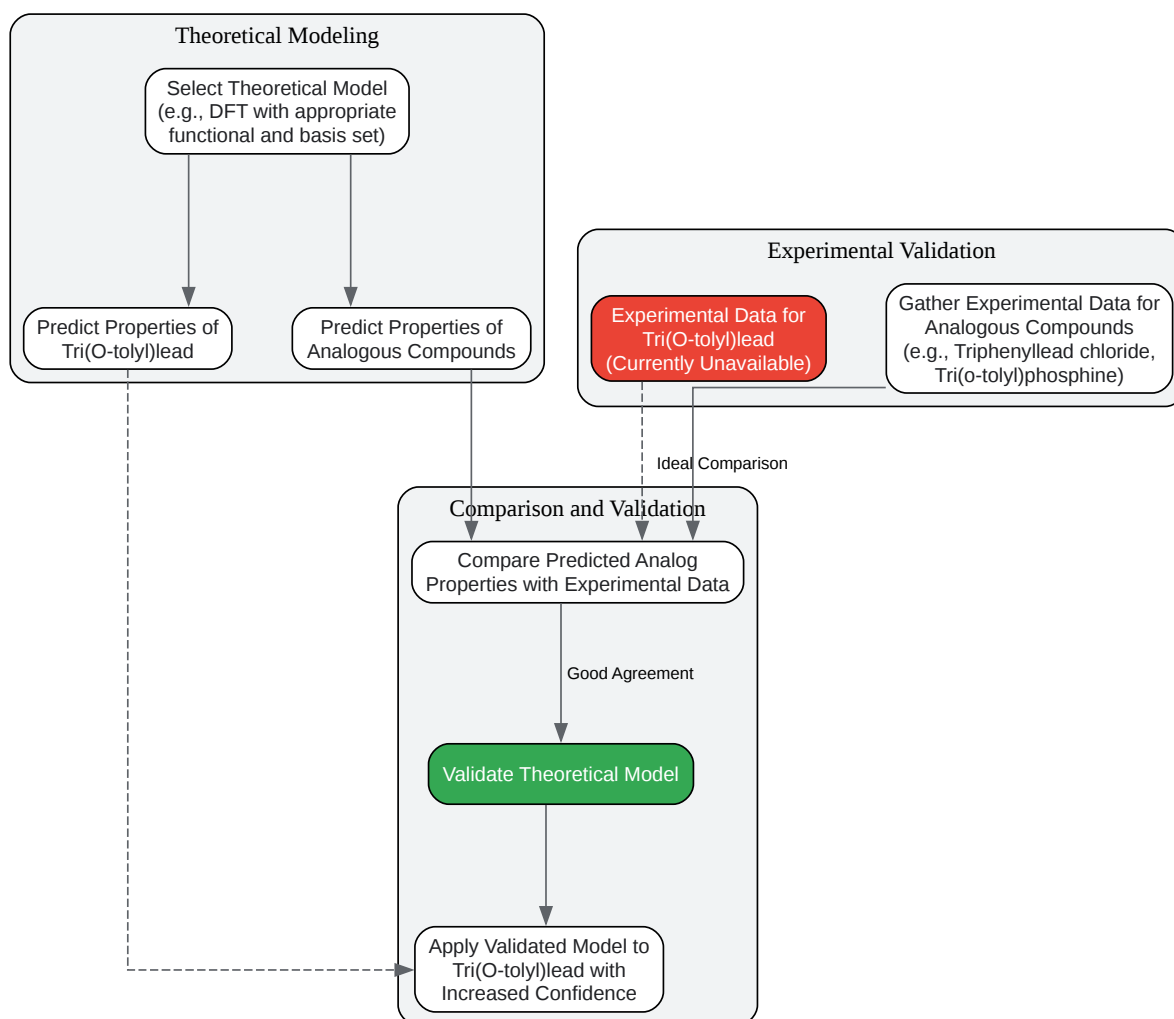 Theoretical Modeling
Select Theoretical Model
(e.g., DFT with appropriate
functional and basis set)
Predict Properties of
Tri(O-tolyl)lead
Predict Properties of
Analogous Compounds
Experimental Validation
Experimental Data for
Tri(O-tolyl)lead
(Currently Unavailable)
Gather Experimental Data for
Analogous Compounds
(e.g., Triphenyllead chloride,
Tri(o-tolyl)phosphine)
Ideal Comparison
Comparison and Validation
Compare Predicted Analog
Properties with Experimental Data
Good Agreement
Validate Theoretical Model
Apply Validated Model to
Tri(O-tolyl)lead with
Increased Confidence